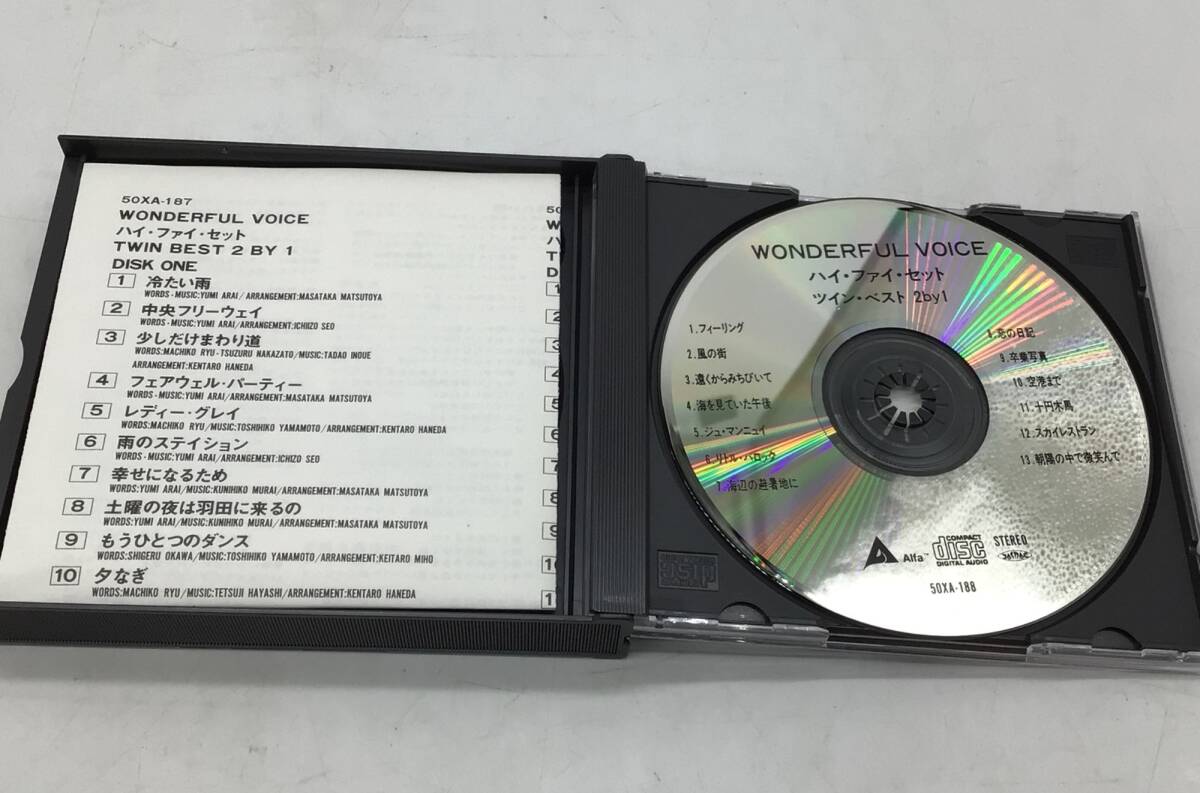 50XA-187
WONDERFUL VOICE
ハイ・ファイ・セット
TWIN BEST 2 BY 1
DISK ONE
1 冷たい雨
WORDS・MUSIC:YUMI ARAI/ARRANGEMENT:MASATAKA MATSUTOYA
2 中央フリーウェイ
WORDS・MUSIC:YUMI ARAI/ARRANGEMENT:ICHIZO SEO
3 少しだけまわり道
WORDS:MACHIKO RYU・TSUZURU NAKAZATO/MUSIC:TADAO INOUE
ARRANGEMENT:KENTARO HANEDA
4 フェアウェル・パーティー
WORDS・MUSIC:YUMI ARAI/ARRANGEMENT:MASATAKA MATSUTOYA
5 レディー・グレイ
WORDS:MACHIKO RYU/MUSIC:TOSHIHIKO YAMAMOTO/ARRANGEMENT:KENTARO HANEDA
6 雨のステイション
WORDS・MUSIC:YUMI ARAI/ARRANGEMENT:ICHIZO SEO
7 幸せになるため
WORDS:YUMI ARAI/MUSIC:KUNIHIKO MURAI/ARRANGEMENT:MASATAKA MATSUTOYA
8 土曜の夜は羽田に来るの
WORDS:YUMI ARAI/MUSIC:KUNIHIKO MURAI/ARRANGEMENT:MASATAKA MATSUTOYA
9 もうひとつのダンス
WORDS:SHIGERU OKAWA/MUSIC:TOSHIHIKO YAMAMOTO/ARRANGEMENT:KEITARO MIHO
10 夕なぎ
WORDS:MACHIKO RYU/MUSIC:TETSUJI HAYASHI/ARRANGEMENT:KENTARO HANEDA
WONDERFUL VOICE
ハイ・ファイ・セット
ツイン・ベスト 2by1
1.フィーリング
2.風の街
3.遠くからみちびいて
4.海を見ていた午後
5.ジュ・マンニュイ
6.リトル・バロック
7.海辺の避暑地に
8.恋の日記
9.卒業写真
10.空港まで
11.十円木馬
12.スカイレストラン
13.朝陽の中で微笑んで
Alfa™
COMPACT
disc
DIGITAL AUDIO
STEREO
50XA-188